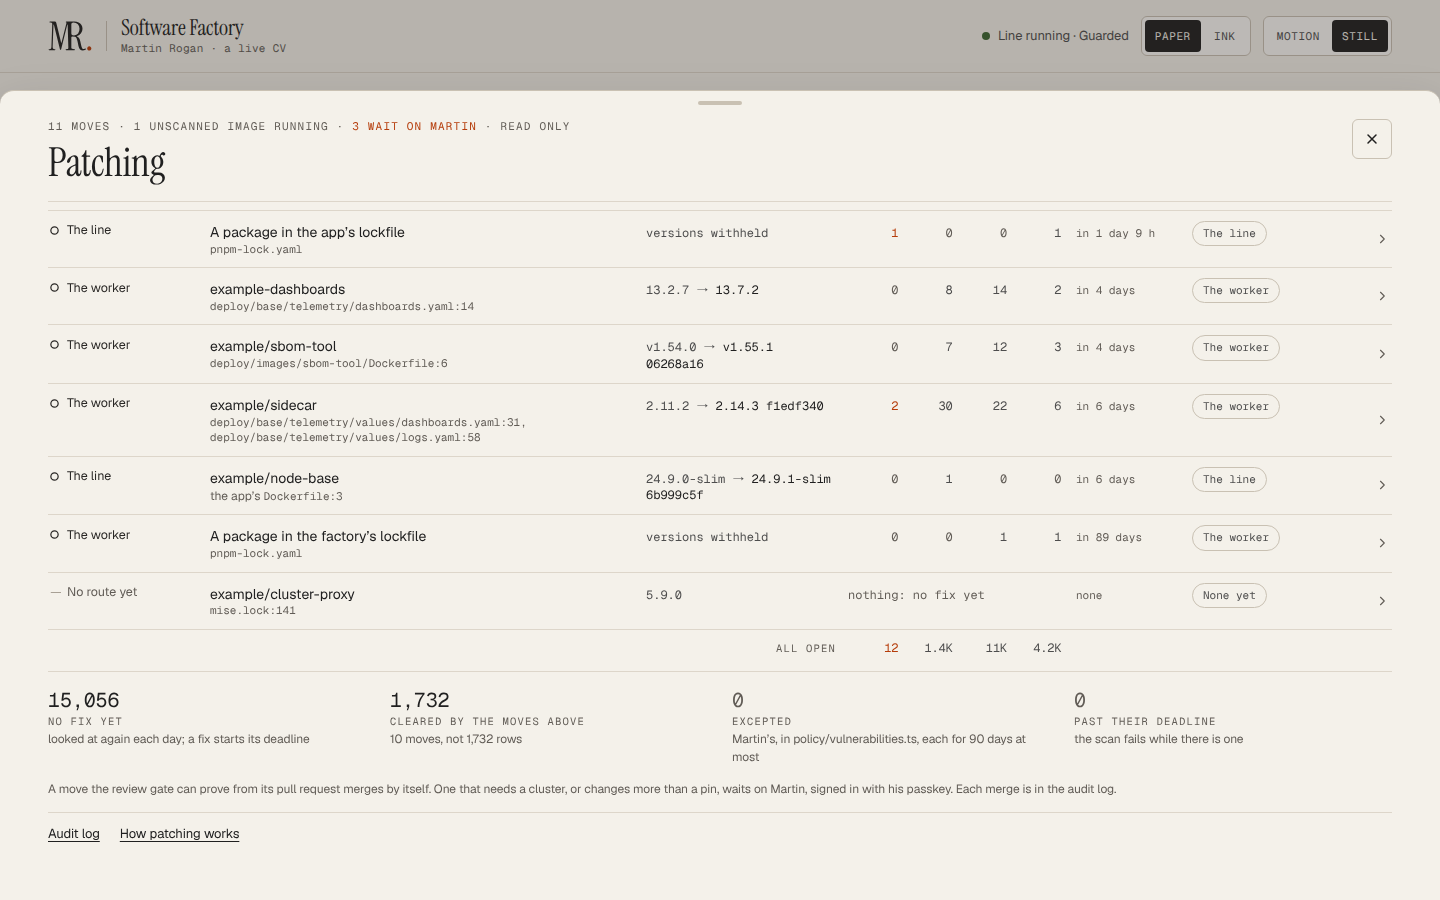 MR.
Software Factory
Martin Rogan · a live CV
Line running · Guarded
PAPER INK
MOTION STILL
11 MOVES · 1 UNSCANNED IMAGE RUNNING · 3 WAIT ON MARTIN · READ ONLY
Patching
The line A package in the app’s lockfile versions withheld 1 0 0 1 in 1 day 9 h The line
pnpm-lock.yaml
The worker example-dashboards 13.2.7 → 13.7.2 0 8 14 2 in 4 days The worker
deploy/base/telemetry/dashboards.yaml:14
The worker example/sbom-tool v1.54.0 → v1.55.1 0 7 12 3 in 4 days The worker
deploy/images/sbom-tool/Dockerfile:6 06268a16
The worker example/sidecar 2.11.2 → 2.14.3 f1edf340 2 30 22 6 in 6 days The worker
deploy/base/telemetry/values/dashboards.yaml:31,
deploy/base/telemetry/values/logs.yaml:58
The line example/node-base 24.9.0-slim → 24.9.1-slim 0 1 0 0 in 6 days The line
the app’s Dockerfile:3 6b999c5f
The worker A package in the factory’s lockfile versions withheld 0 0 1 1 in 89 days The worker
pnpm-lock.yaml
— No route yet example/cluster-proxy 5.9.0 nothing: no fix yet none None yet
mise.lock:141
ALL OPEN 12 1.4K 11K 4.2K
15,056 1,732 0 0
NO FIX YET CLEARED BY THE MOVES ABOVE EXCEPTED PAST THEIR DEADLINE
looked at again each day; a fix starts its deadline 10 moves, not 1,732 rows Martin’s, in policy/vulnerabilities.ts, each for 90 days at the scan fails while there is one
most
A move the review gate can prove from its pull request merges by itself. One that needs a cluster, or changes more than a pin, waits on Martin, signed in with his passkey. Each merge is in the audit log.
Audit log How patching works